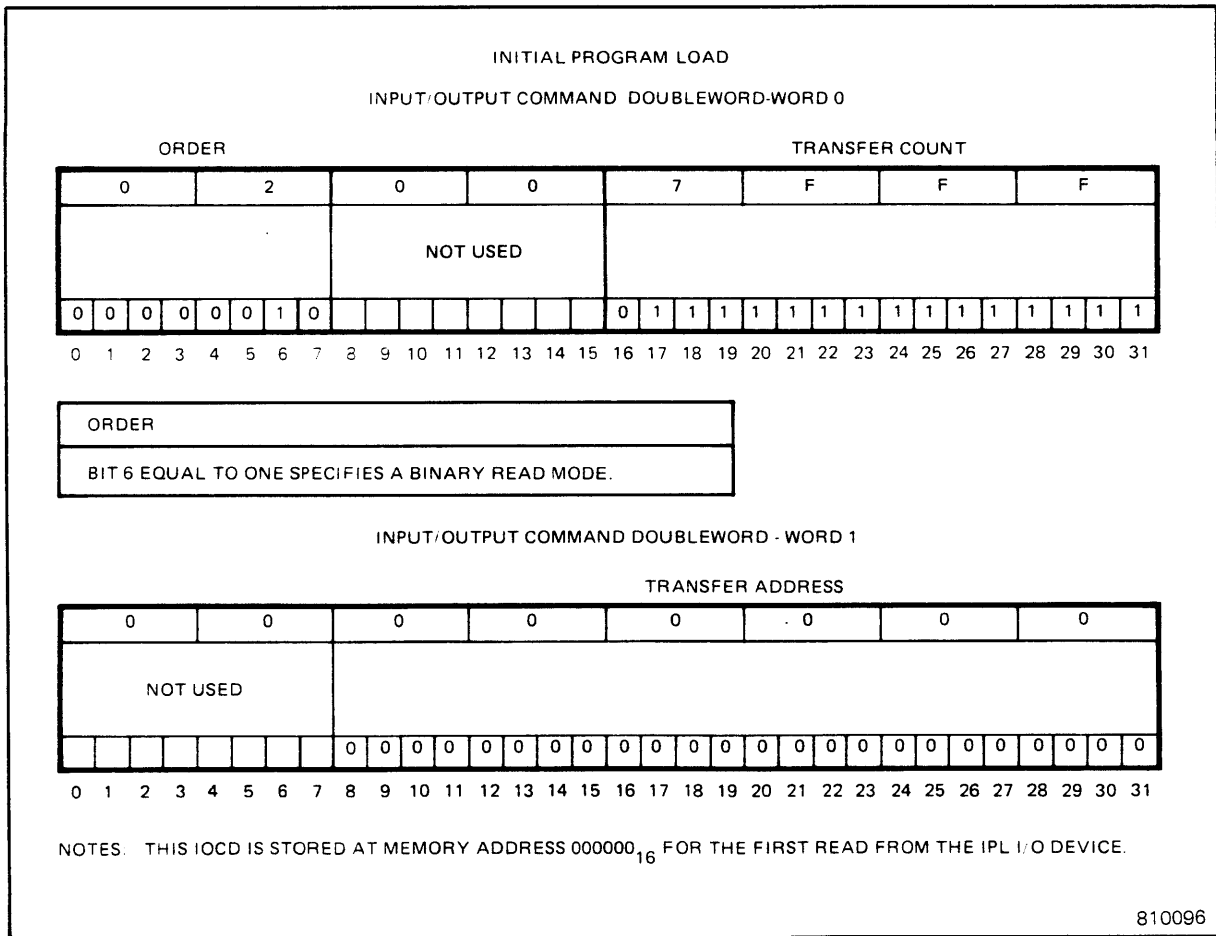 INITIAL PROGRAM LOAD
INPUT/OUTPUT COMMAND DOUBLEWORD-WORD 0
ORDER TRANSFER COUNT
0 2 0 0 7 F F F
NOT USED
0 0 0 0 0 0 1 0 0 1 1 1 1 1 1 1 1 1 1 1 1 1 1 1
0 1 2 3 4 5 6 7 8 9 10 11 12 13 14 15 16 17 18 19 20 21 22 23 24 25 26 27 28 29 30 31
ORDER
BIT 6 EQUAL TO ONE SPECIFIES A BINARY READ MODE.
INPUT/OUTPUT COMMAND DOUBLEWORD - WORD 1
TRANSFER ADDRESS
0 0 0 0 0 0 0 0
NOT USED
0 0 0 0 0 0 0 0 0 0 0 0 0 0 0 0 0 0 0 0 0 0 0 0
0 1 2 3 4 5 6 7 8 9 10 11 12 13 14 15 16 17 18 19 20 21 22 23 24 25 26 27 28 29 30 31
NOTES. THIS IOCD IS STORED AT MEMORY ADDRESS 000000₁₆ FOR THE FIRST READ FROM THE IPL I/O DEVICE.
810096